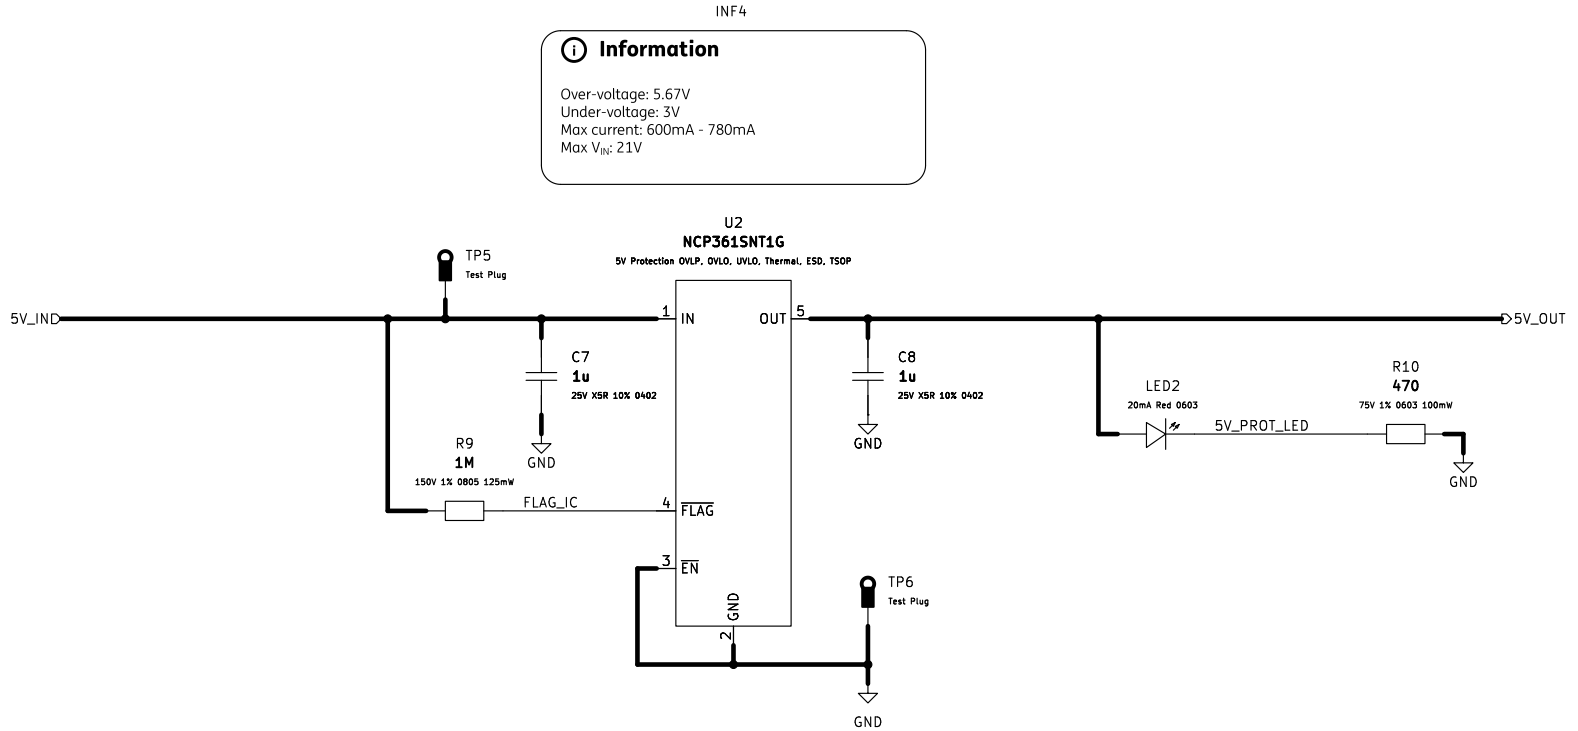 INF4
Information
Over-voltage: 5.67V
Under-voltage: 3V
Max current: 600mA - 780mA
Max VIN: 21V
U2
NCP361SNT1G
5V Protection OVLP, OVLO, UVLO, Thermal, ESD, TSOP
TP5
Test Plug
5V_IN
1
IN
OUT
5
5V_OUT
C7
1u
25V X5R 10% 0402
GND
C8
1u
25V X5R 10% 0402
GND
LED2
20mA Red 0603
5V_PROT_LED
R10
470
75V 1% 0603 100mW
GND
R9
1M
150V 1% 0805 125mW
FLAG_IC
4
FLAG
3
EN
GND
2
TP6
Test Plug
GND